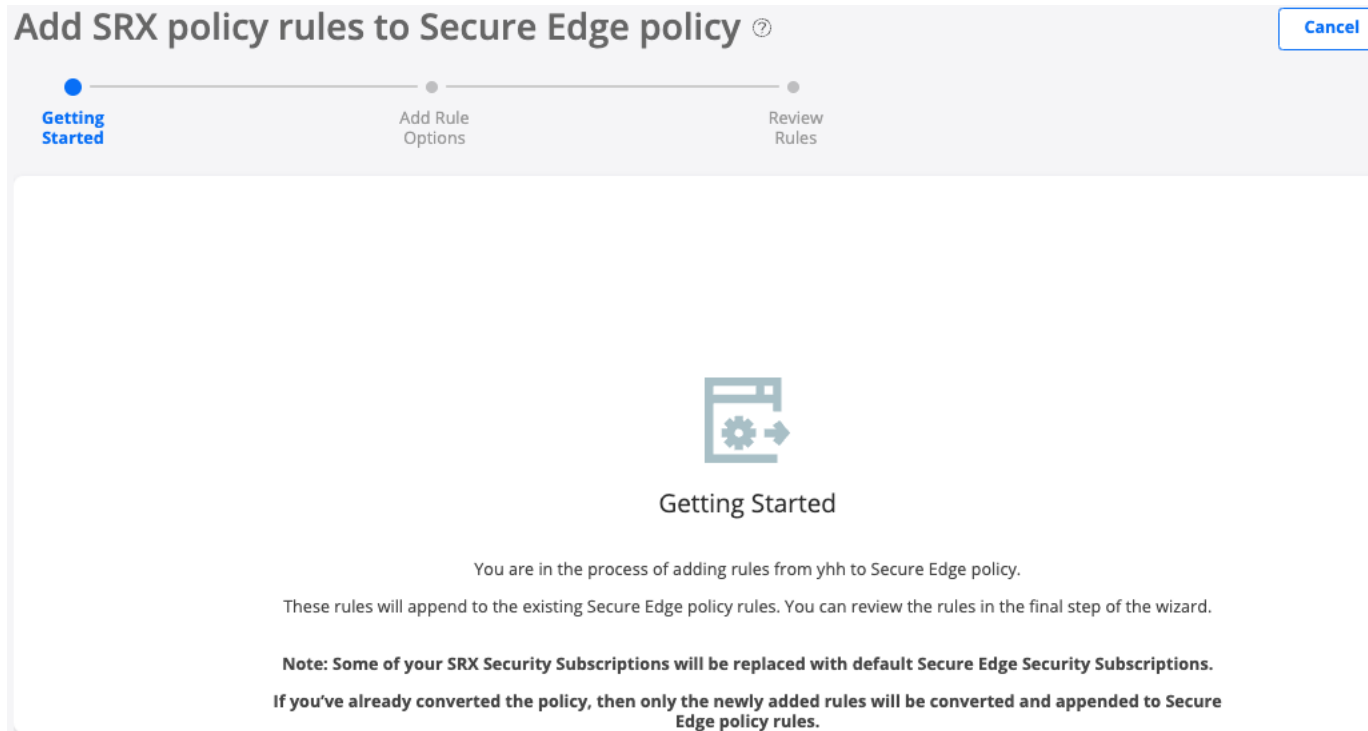 Add SRX policy rules to Secure Edge policy ?
Cancel
Getting
Started
Add Rule
Options
Review
Rules
Getting Started
You are in the process of adding rules from yhh to Secure Edge policy.
These rules will append to the existing Secure Edge policy rules. You can review the rules in the final step of the wizard.
Note: Some of your SRX Security Subscriptions will be replaced with default Secure Edge Security Subscriptions.
If you've already converted the policy, then only the newly added rules will be converted and appended to Secure
Edge policy rules.